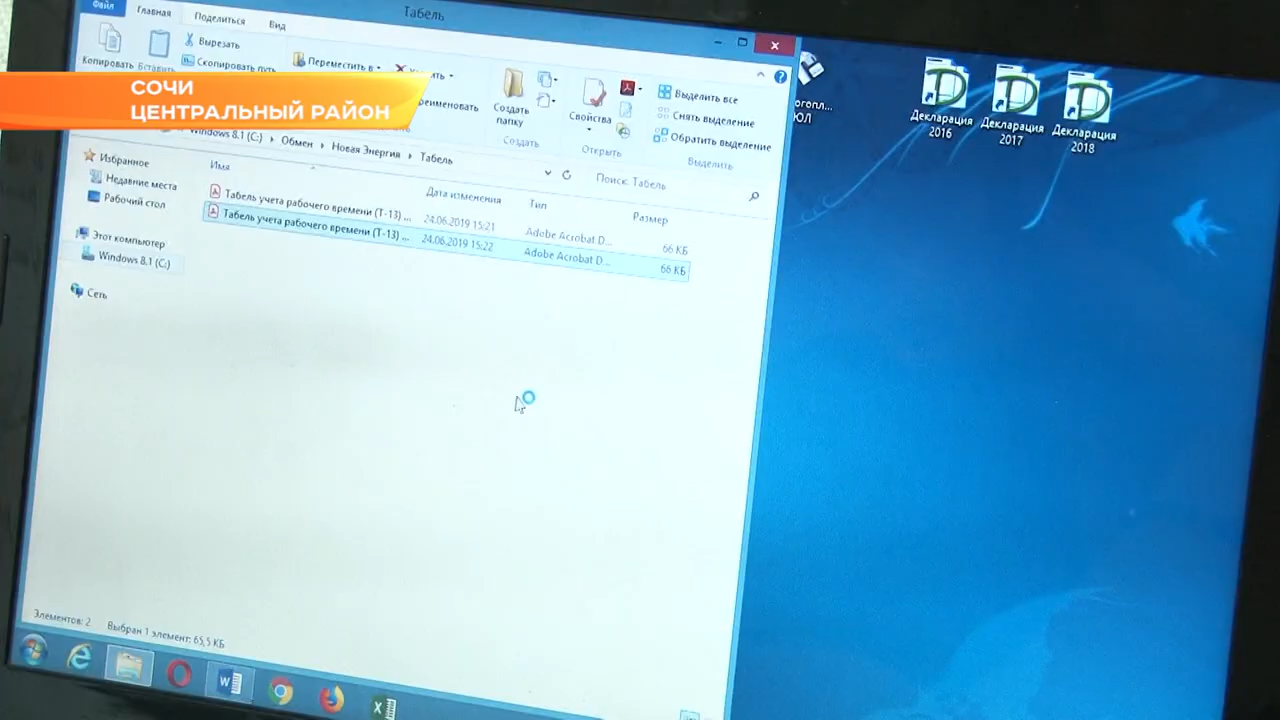 Табель
Файл
Главная
Поделиться
Вид
Копировать
Вставить
Вырезать
Скопировать путь
Переместить в
Создать
папку
Создать
Свойства
Открыть
Выделить все
Снять выделение
Обратить выделение
Выделить
СОЧИ
ЦЕНТРАЛЬНЫЙ РАЙОН
Windows 8.1 (C:) Обмен Новая Энергия Табель
Поиск: Табель
Имя Дата изменения Тип Размер
Табель учета рабочего времени (Т-13) ... 24.06.2019 15:21 Adobe Acrobat D... 66 КБ
Табель учета рабочего времени (Т-13) ... 24.06.2019 15:22 Adobe Acrobat D... 66 КБ
Избранное
Недавние места
Рабочий стол
Этот компьютер
Windows 8.1 (C:)
Сеть
Элементов: 2 Выбран 1 элемент: 65,5 КБ
ЮЛ
Декларация
2016
Декларация
2017
Декларация
2018